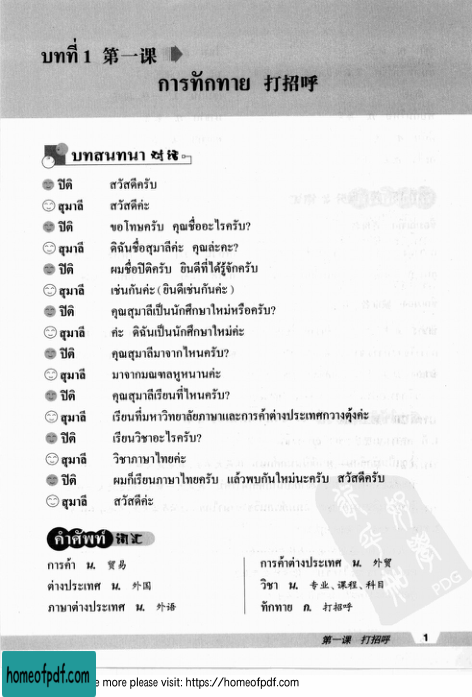 บทที่ 1 第一课
การทักทาย 打招呼
บทสนทนา 对话
ปิติ สวัสดีครับ
สุมาลี สวัสดีค่ะ
ปิติ ขอโทษครับ คุณชื่ออะไรครับ?
สุมาลี ดิฉันชื่อสุมาลีค่ะ คุณล่ะคะ?
ปิติ ผมชื่อปิติครับ ยินดีที่ได้รู้จักครับ
สุมาลี เช่นกันค่ะ (ยินดีเช่นกันค่ะ)
ปิติ คุณสุมาลีเป็นนักศึกษาใหม่หรือครับ?
สุมาลี ค่ะ ดิฉันเป็นนักศึกษาใหม่ค่ะ
ปิติ คุณสุมาลีมาจากไหนครับ?
สุมาลี มาจากมณฑลหูหนานค่ะ
ปิติ คุณสุมาลีเรียนที่ไหนครับ?
สุมาลี เรียนที่มหาวิทยาลัยภาษาและการค้าต่างประเทศกวางตุ้งค่ะ
ปิติ เรียนวิชาอะไรครับ?
สุมาลี วิชาภาษาไทยค่ะ
ปิติ ผมก็เรียนภาษาไทยครับ แล้วพบกันใหม่นะครับ สวัสดีครับ
สุมาลี สวัสดีค่ะ
คำศัพท์ 词汇
การค้า น. 贸易
ต่างประเทศ น. 外国
ภาษาต่างประเทศ น. 外语
การค้าต่างประเทศ น. 外贸
วิชา น. 专业、课程、科目
ทักทาย ก. 打招呼
PDG
第一课 打招呼 1
homeofpdf.com
e more please visit: https://homeofpdf.com